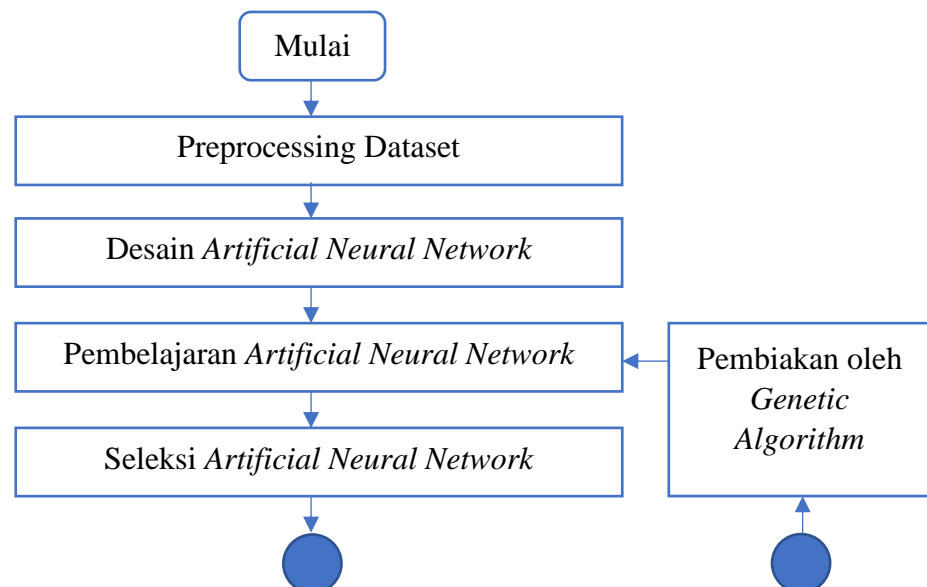 Mulai
Preprocessing Dataset
Desain Artificial Neural Network
Pembelajaran Artificial Neural Network
Seleksi Artificial Neural Network
Pembiakan oleh
Genetic
Algorithm